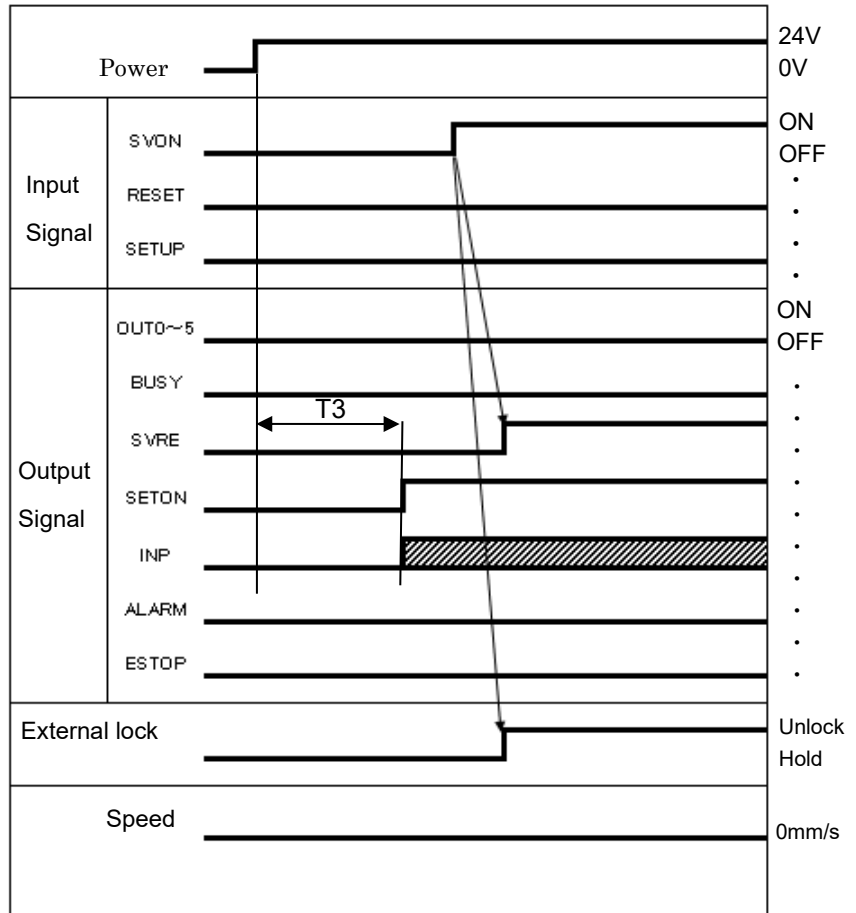 Power
24V
0V
Input
Signal
SVON
ON
OFF
RESET
SETUP
Output
Signal
OUT0～5
ON
OFF
BUSY
T3
SVRE
SETON
INP
ALARM
ESTOP
External lock
Unlock
Hold
Speed
0mm/s